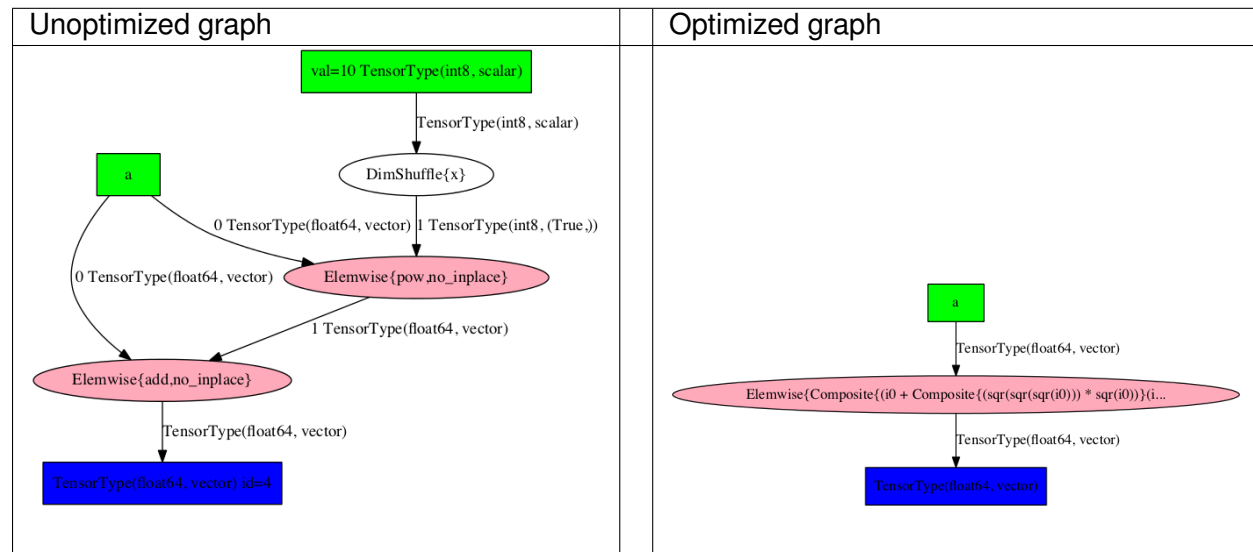 Unoptimized graph
val=10 TensorType(int8, scalar)
TensorType(int8, scalar)
a
DimShuffle{x}
0 TensorType(float64, vector)
1 TensorType(int8, (True,))
0 TensorType(float64, vector)
Elemwise{pow,no_inplace}
1 TensorType(float64, vector)
Elemwise{add,no_inplace}
TensorType(float64, vector)
TensorType(float64, vector) id=4
Optimized graph
a
TensorType(float64, vector)
Elemwise{Composite{(i0 + Composite{(sqr(sqr(sqr(i0))) * sqr(i0))}(i...
TensorType(float64, vector)
TensorType(float64, vector)